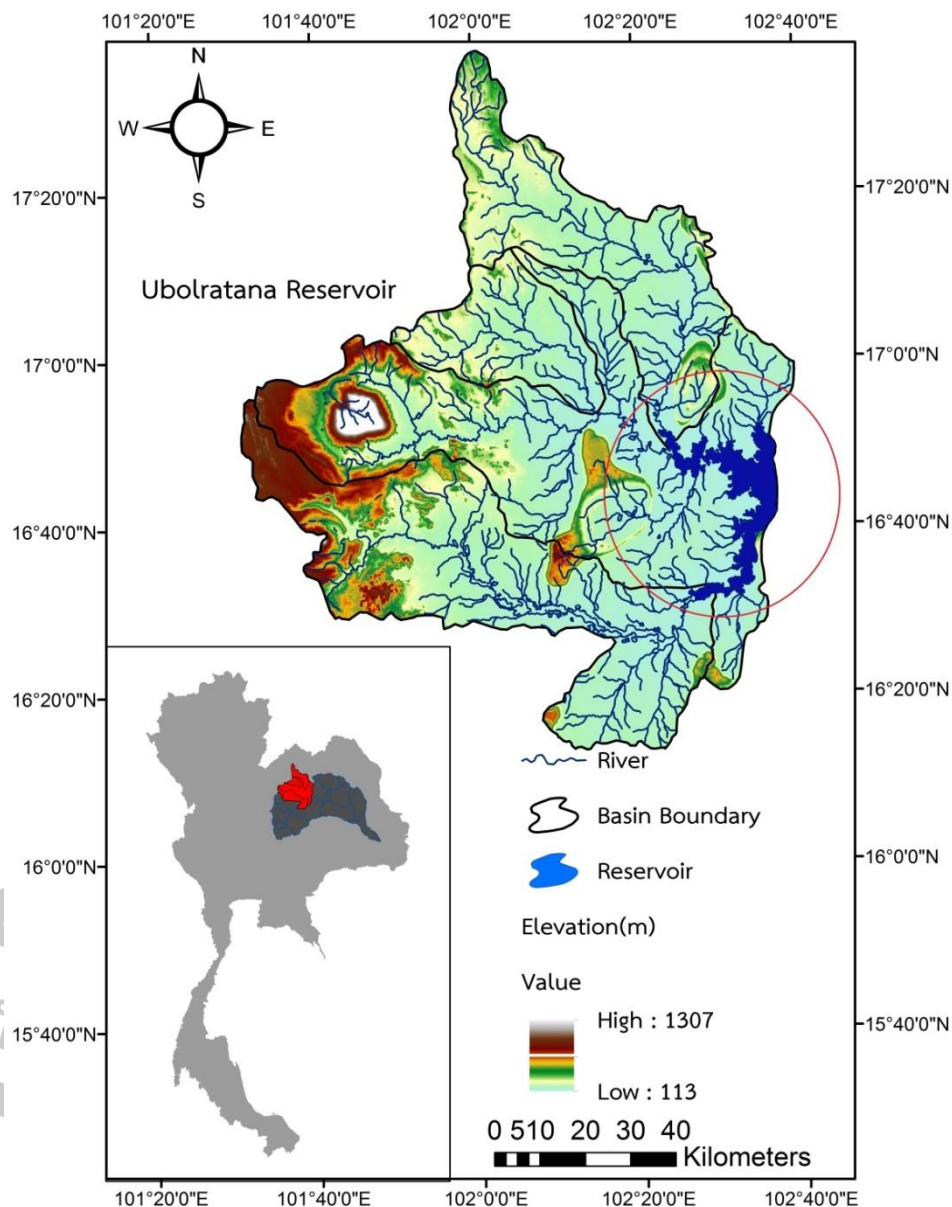 101°20'0"E 101°40'0"E 102°0'0"E 102°20'0"E 102°40'0"E
N
W E
S
17°20'0"N 17°20'0"N
Ubolratana Reservoir
17°0'0"N 17°0'0"N
16°40'0"N 16°40'0"N
16°20'0"N 16°20'0"N
River
Basin Boundary
16°0'0"N 16°0'0"N
Reservoir
Elevation(m)
Value
High : 1307
15°40'0"N 15°40'0"N
Low : 113
0 510 20 30 40
Kilometers
101°20'0"E 101°40'0"E 102°0'0"E 102°20'0"E 102°40'0"E